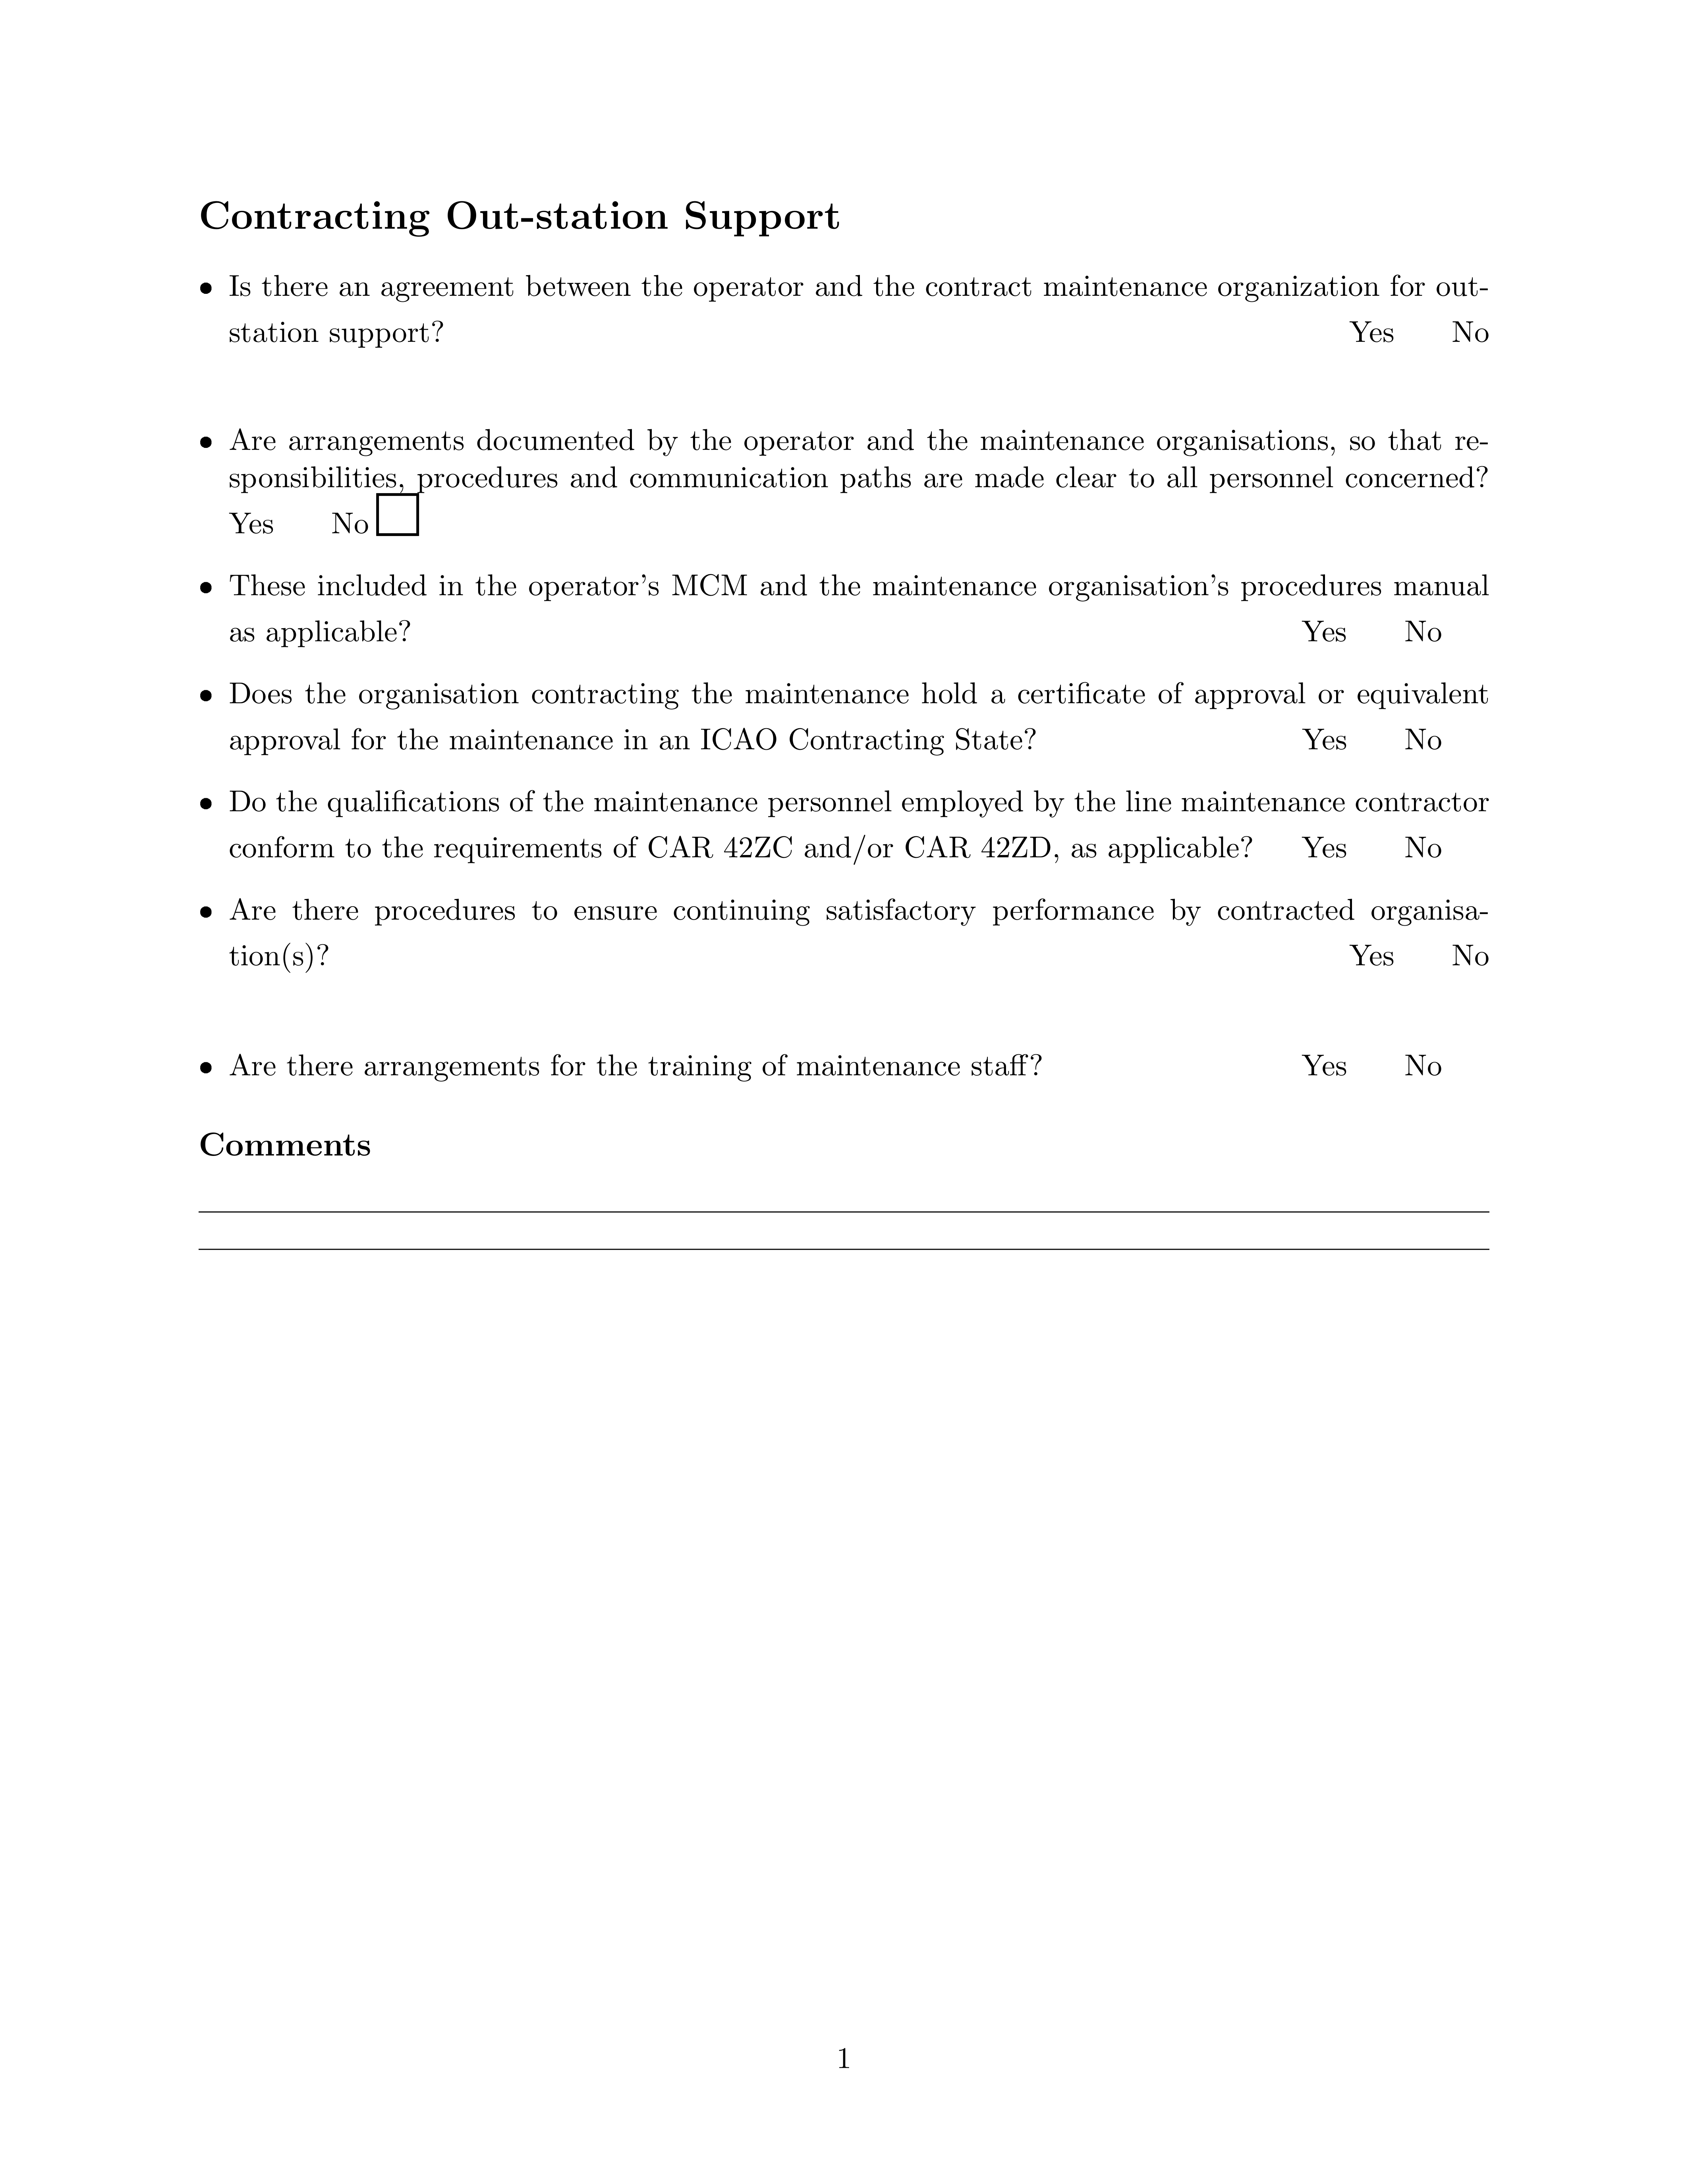 Contracting Out-station Support
• Is there an agreement between the operator and the contract maintenance organization for out-
station support? Yes No
• Are arrangements documented by the operator and the maintenance organisations, so that re-
sponsibilities, procedures and communication paths are made clear to all personnel concerned?
Yes No □
• These included in the operator's MCM and the maintenance organisation's procedures manual
as applicable? Yes No
• Does the organisation contracting the maintenance hold a certificate of approval or equivalent
approval for the maintenance in an ICAO Contracting State? Yes No
• Do the qualifications of the maintenance personnel employed by the line maintenance contractor
conform to the requirements of CAR 42ZC and/or CAR 42ZD, as applicable? Yes No
• Are there procedures to ensure continuing satisfactory performance by contracted organisa-
tion(s)? Yes No
• Are there arrangements for the training of maintenance staff? Yes No
Comments
1